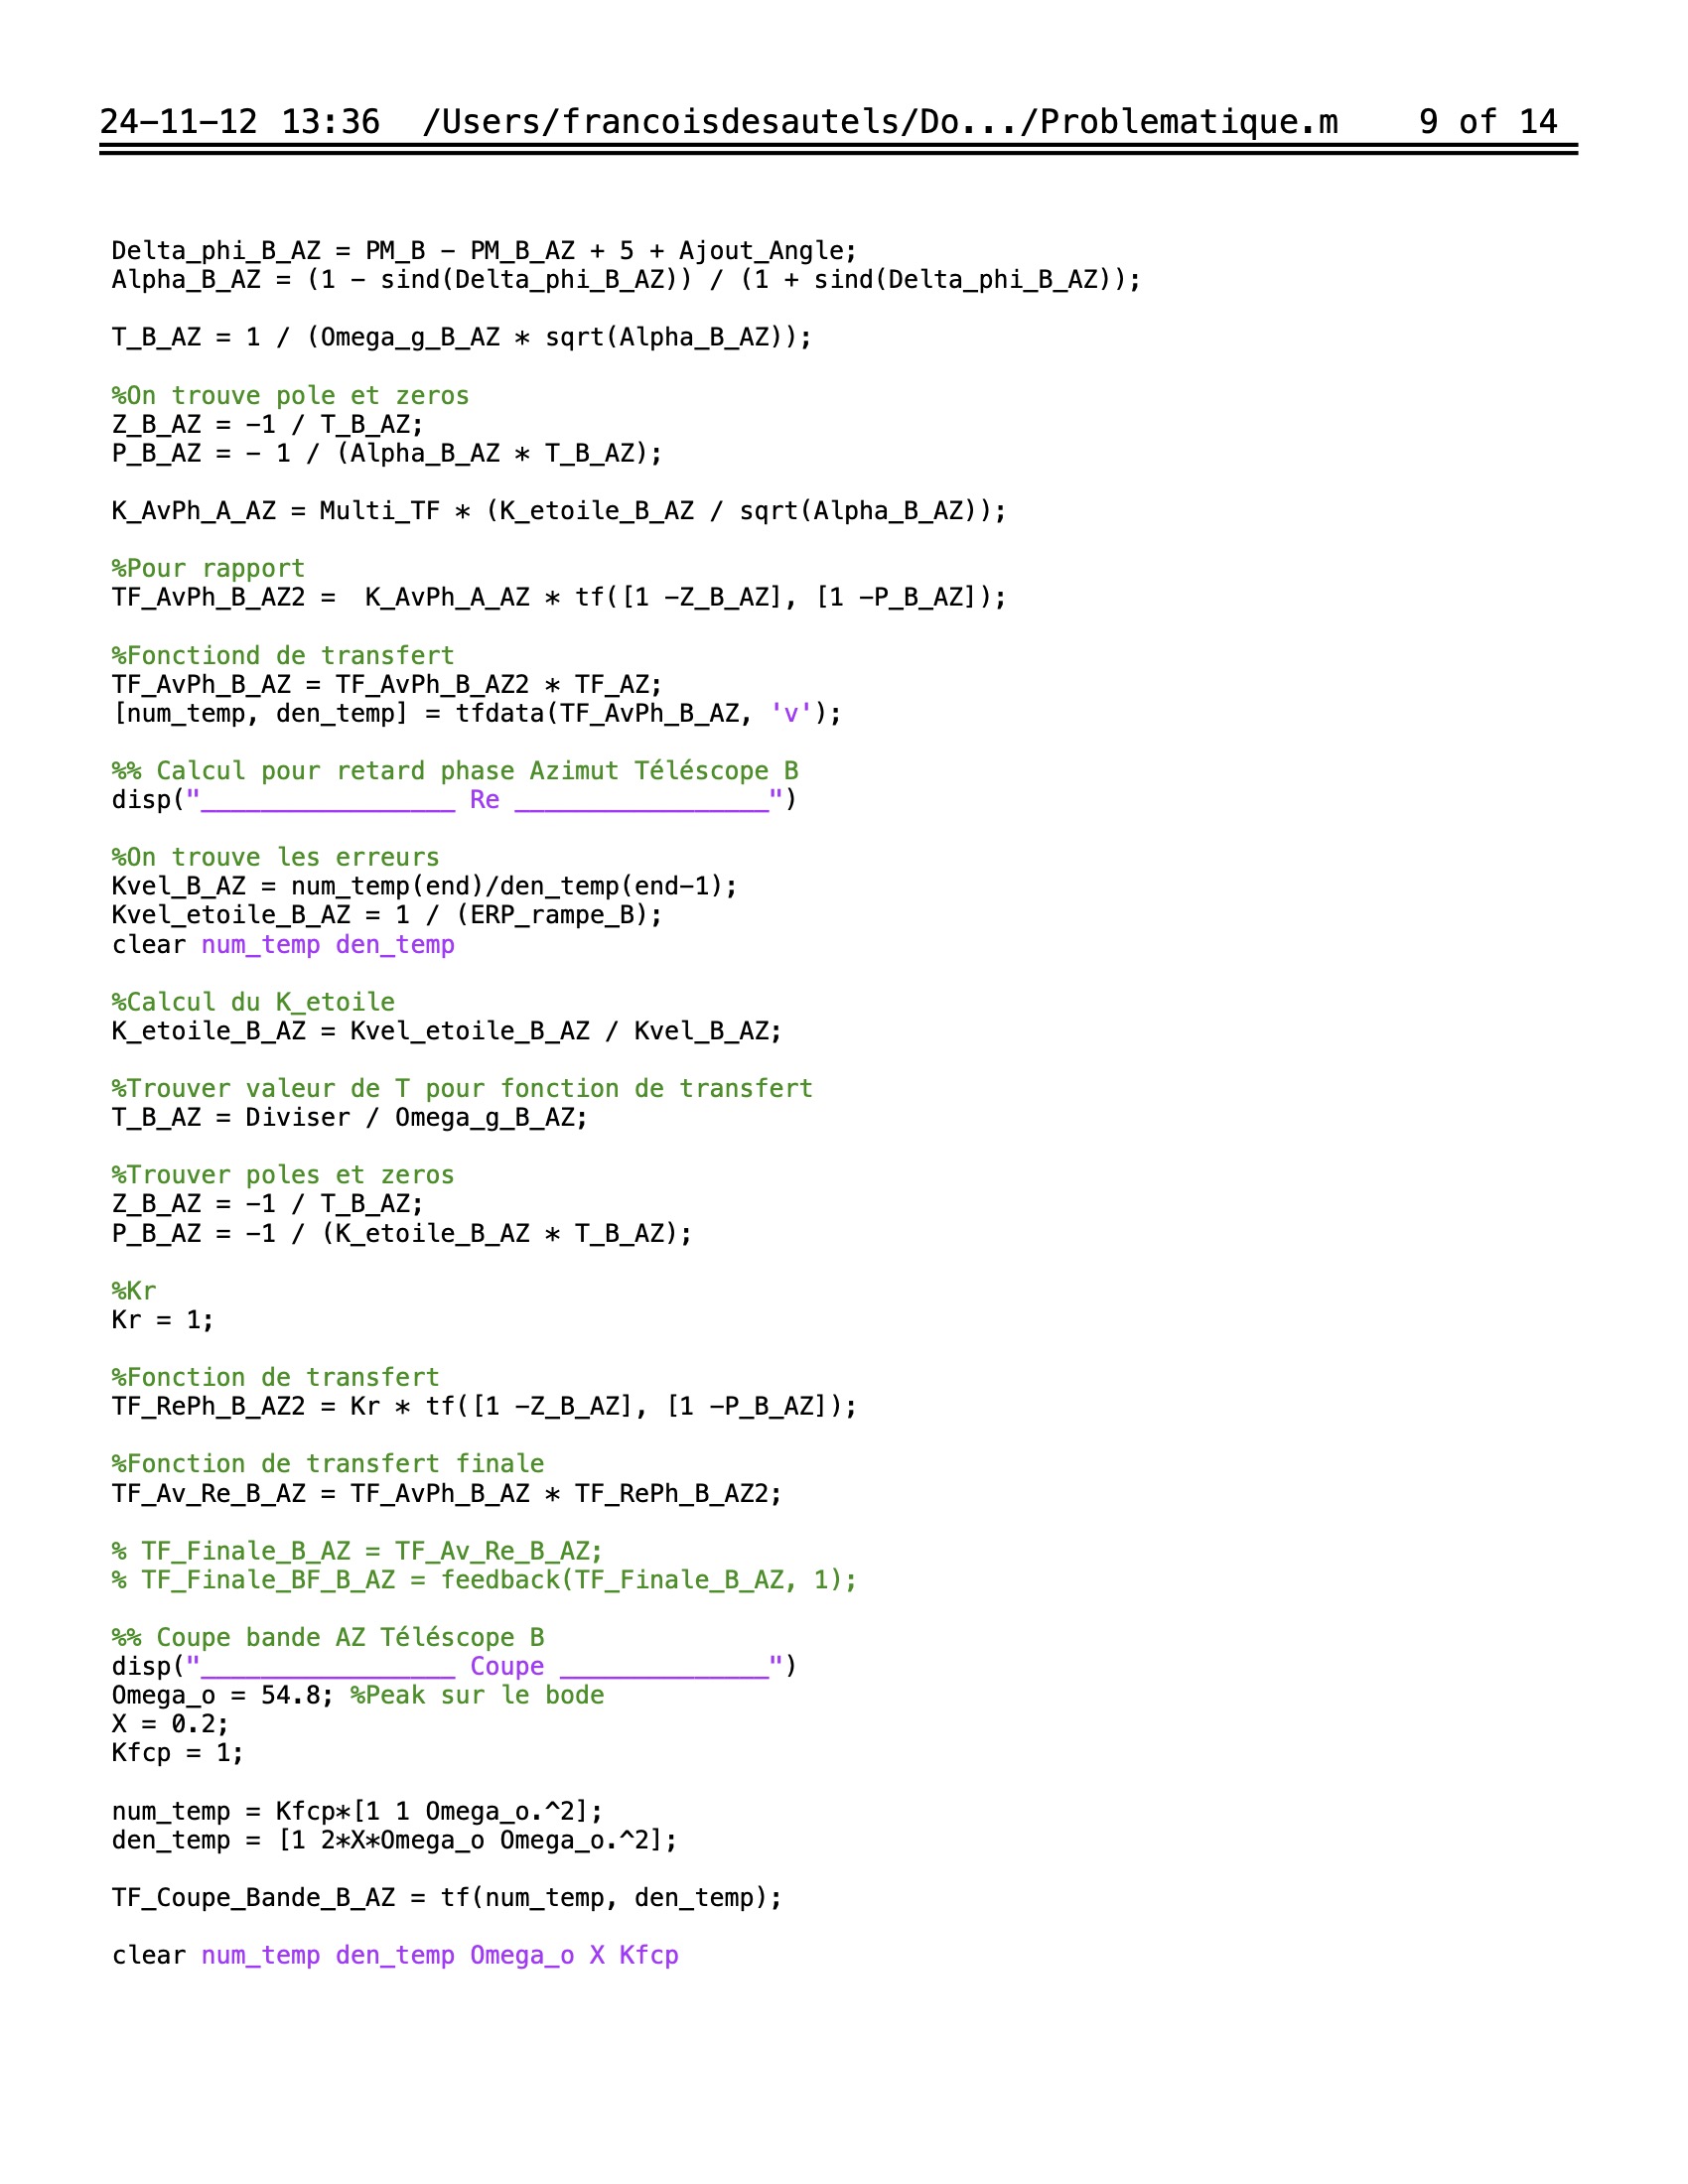 24-11-12 13:36 /Users/francoisdesautels/Do.../Problematique.m 9 of 14
Delta_phi_B_AZ = PM_B - PM_B_AZ + 5 + Ajout_Angle;
Alpha_B_AZ = (1 - sind(Delta_phi_B_AZ)) / (1 + sind(Delta_phi_B_AZ));
T_B_AZ = 1 / (Omega_g_B_AZ * sqrt(Alpha_B_AZ));
%On trouve pole et zeros
Z_B_AZ = -1 / T_B_AZ;
P_B_AZ = - 1 / (Alpha_B_AZ * T_B_AZ);
K_AvPh_A_AZ = Multi_TF * (K_etoile_B_AZ / sqrt(Alpha_B_AZ));
%Pour rapport
TF_AvPh_B_AZ2 =  K_AvPh_A_AZ * tf([1 -Z_B_AZ], [1 -P_B_AZ]);
%Fonctiond de transfert
TF_AvPh_B_AZ = TF_AvPh_B_AZ2 * TF_AZ;
[num_temp, den_temp] = tfdata(TF_AvPh_B_AZ, 'v');
%% Calcul pour retard phase Azimut Téléscope B
disp("_________________ Re _________________")
%On trouve les erreurs
Kvel_B_AZ = num_temp(end)/den_temp(end-1);
Kvel_etoile_B_AZ = 1 / (ERP_rampe_B);
clear num_temp den_temp
%Calcul du K_etoile
K_etoile_B_AZ = Kvel_etoile_B_AZ / Kvel_B_AZ;
%Trouver valeur de T pour fonction de transfert
T_B_AZ = Diviser / Omega_g_B_AZ;
%Trouver poles et zeros
Z_B_AZ = -1 / T_B_AZ;
P_B_AZ = -1 / (K_etoile_B_AZ * T_B_AZ);
%Kr
Kr = 1;
%Fonction de transfert
TF_RePh_B_AZ2 = Kr * tf([1 -Z_B_AZ], [1 -P_B_AZ]);
%Fonction de transfert finale
TF_Av_Re_B_AZ = TF_AvPh_B_AZ * TF_RePh_B_AZ2;
% TF_Finale_B_AZ = TF_Av_Re_B_AZ;
% TF_Finale_BF_B_AZ = feedback(TF_Finale_B_AZ, 1);
%% Coupe bande AZ Téléscope B
disp("_________________ Coupe ______________")
Omega_o = 54.8; %Peak sur le bode
X = 0.2;
Kfcp = 1;
num_temp = Kfcp*[1 1 Omega_o.^2];
den_temp = [1 2*X*Omega_o Omega_o.^2];
TF_Coupe_Bande_B_AZ = tf(num_temp, den_temp);
clear num_temp den_temp Omega_o X Kfcp